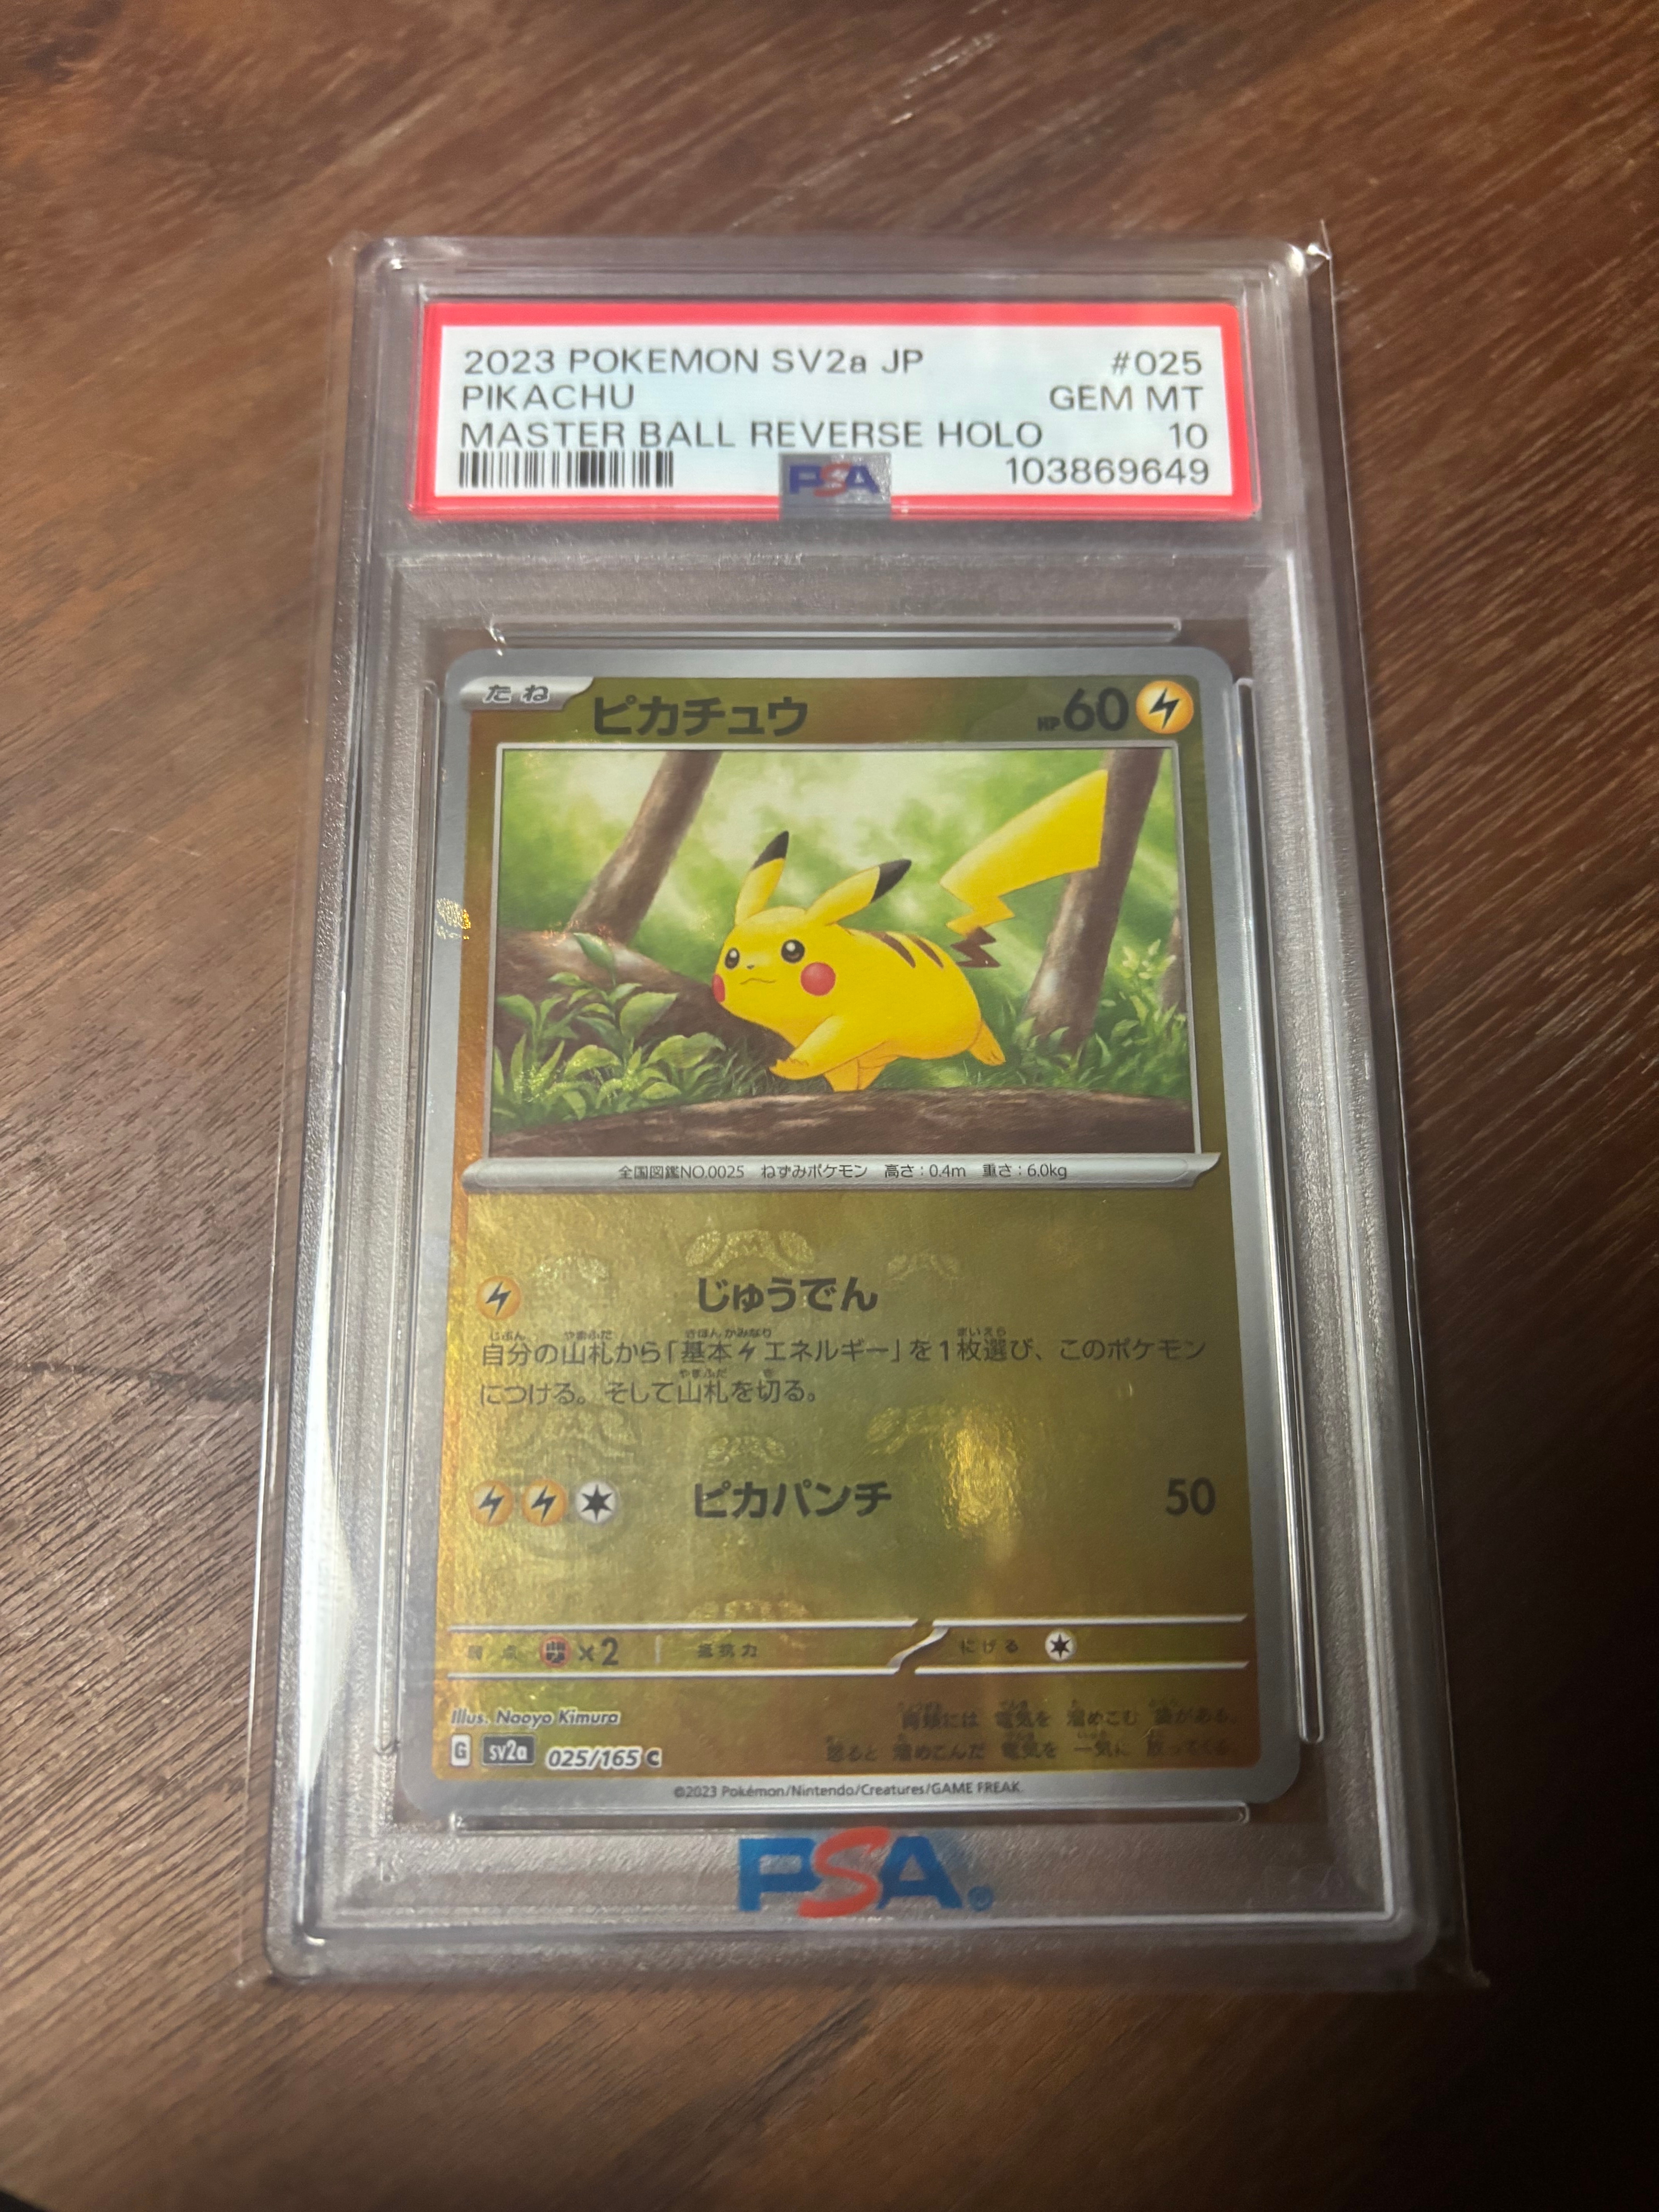 2023 POKEMON SV2a JP #025
PIKACHU GEM MT
MASTER BALL REVERSE HOLO 10
PSA 103869649
たね ピカチュウ HP60
全国図鑑NO.0025 ねずみポケモン 高さ:0.4m 重さ:6.0kg
じゅうでん
自分の山札から「基本エネルギー」を1枚選び、このポケモン
につける。そして山札を切る。
ピカパンチ 50
弱点 ×2 抵抗力 にげる
Illus. Naoyo Kimura
両頬には 電気を 溜めこむ 袋がある。
怒ると 溜めこんだ 電気を 一気に 放ってくる。
G sv2a 025/165 C
©2023 Pokémon/Nintendo/Creatures/GAME FREAK
PSA®